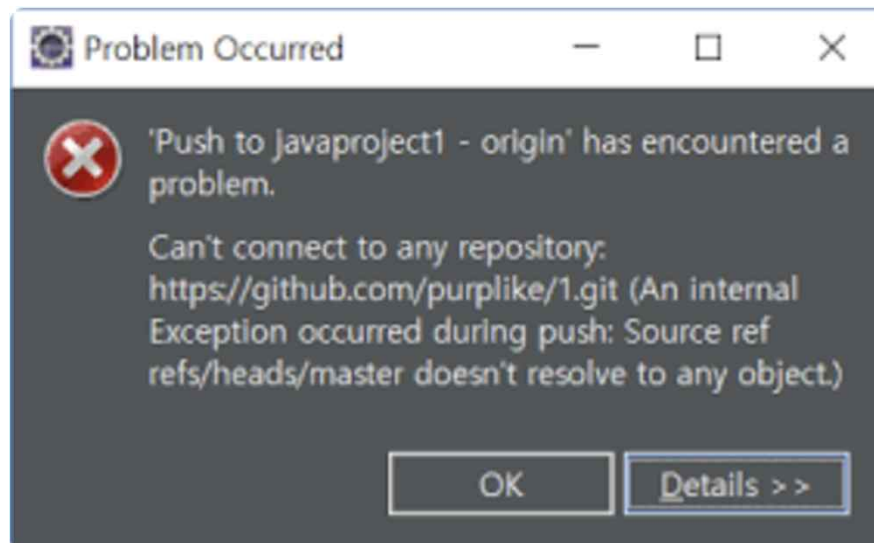 Problem Occurred
'Push to javaproject1 - origin' has encountered a
problem.
Can't connect to any repository:
https://github.com/purplike/1.git (An internal
Exception occurred during push: Source ref
refs/heads/master doesn't resolve to any object.)
OK
Details >>